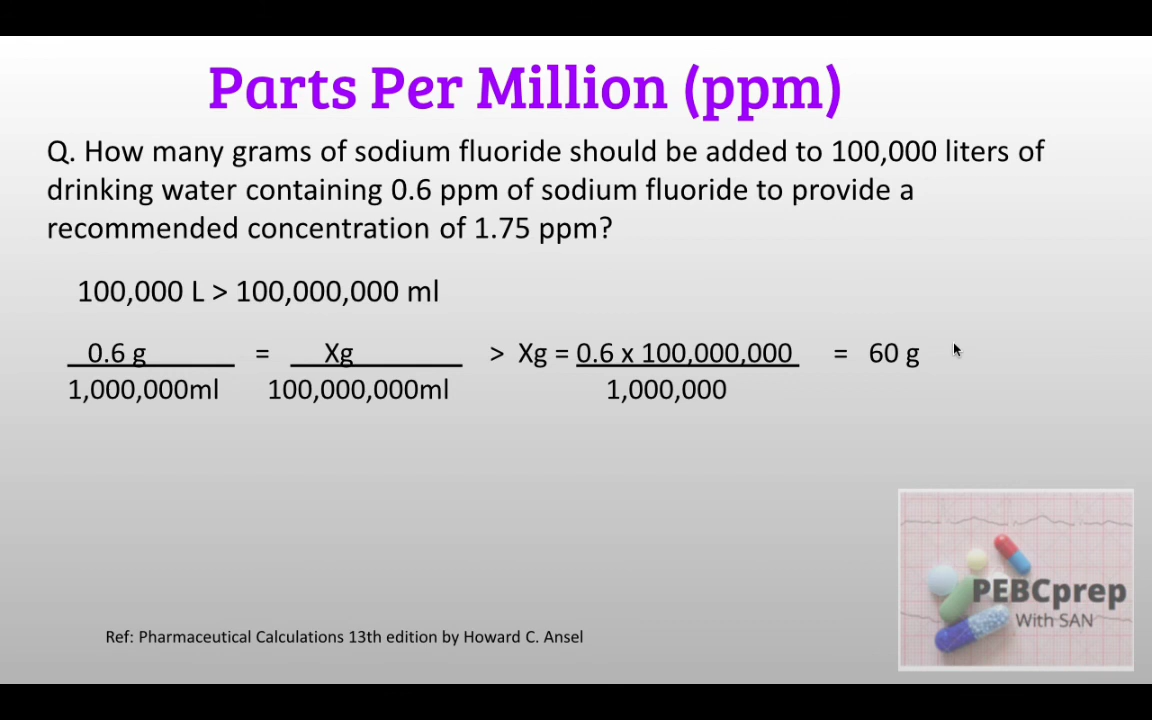 Parts Per Million (ppm)
Q. How many grams of sodium fluoride should be added to 100,000 liters of
drinking water containing 0.6 ppm of sodium fluoride to provide a
recommended concentration of 1.75 ppm?
100,000 L > 100,000,000 ml
0.6 g = Xg > Xg = 0.6 x 100,000,000 = 60 g
1,000,000ml 100,000,000ml 1,000,000
PEBCprep
With SAN
Ref: Pharmaceutical Calculations 13th edition by Howard C. Ansel